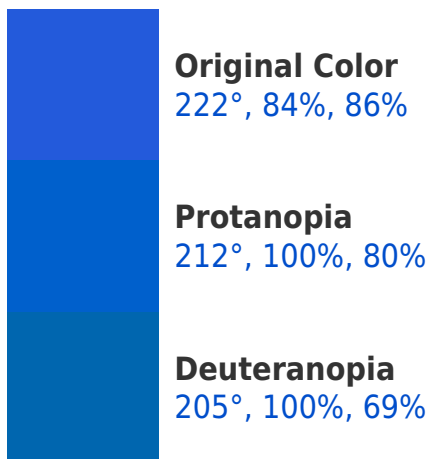 Original Color
222°, 84%, 86%
Protanopia
212°, 100%, 80%
Deuteranopia
205°, 100%, 69%